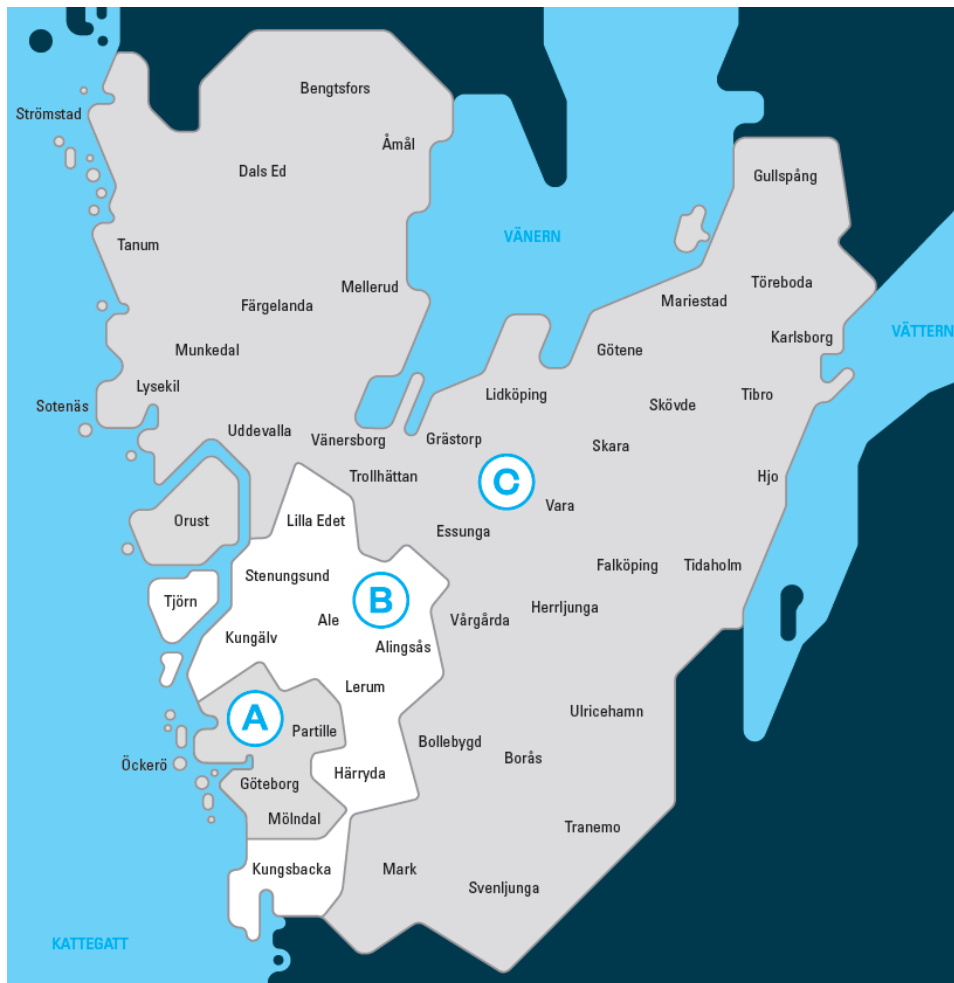 Bengtsfors
Strömstad
Åmål
Dals Ed
Gullspång
VÄNERN
Tanum
Töreboda
Mellerud
Mariestad
Färgelanda
VÄTTERN
Karlsborg
Munkedal
Götene
Lysekil
Lidköping
Tibro
Sotenäs
Skövde
Uddevalla
Vänersborg
Grästorp
Skara
Trollhättan
Hjo
C
Vara
Orust
Lilla Edet
Essunga
Falköping
Tidaholm
Stenungsund
Tjörn
B
Herrljunga
Ale
Vårgårda
Kungälv
Alingsås
Lerum
Ulricehamn
A
Partille
Bollebygd
Borås
Öckerö
Härryda
Göteborg
Mölndal
Tranemo
Kungsbacka
Mark
Svenljunga
KATTEGATT